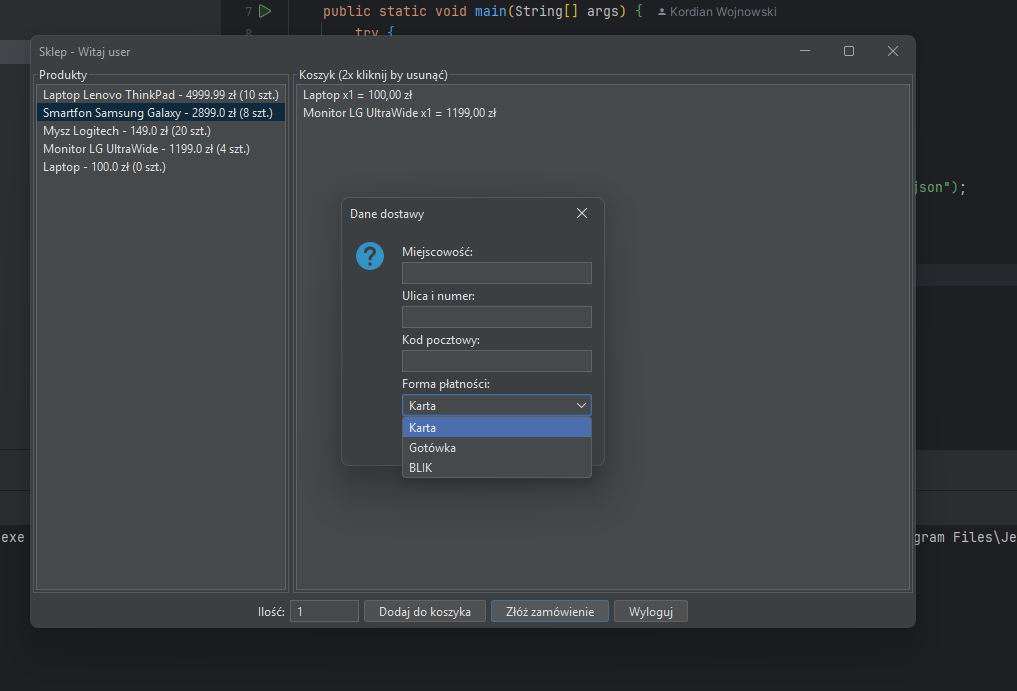 7 public static void main(String[] args) { Kordian Wojnowski
8 try {
Sklep - Witaj user
Produkty
Laptop Lenovo ThinkPad - 4999.99 zł (10 szt.)
Smartfon Samsung Galaxy - 2899.0 zł (8 szt.)
Mysz Logitech - 149.0 zł (20 szt.)
Monitor LG UltraWide - 1199.0 zł (4 szt.)
Laptop - 100.0 zł (0 szt.)
Koszyk (2x kliknij by usunąć)
Laptop x1 = 100,00 zł
Monitor LG UltraWide x1 = 1199,00 zł
json");
Dane dostawy
?
Miejscowość:
Ulica i numer:
Kod pocztowy:
Forma płatności:
Karta
Karta
Gotówka
BLIK
exe
gram Files\Je
Ilość: 1 Dodaj do koszyka Złóż zamówienie Wyloguj